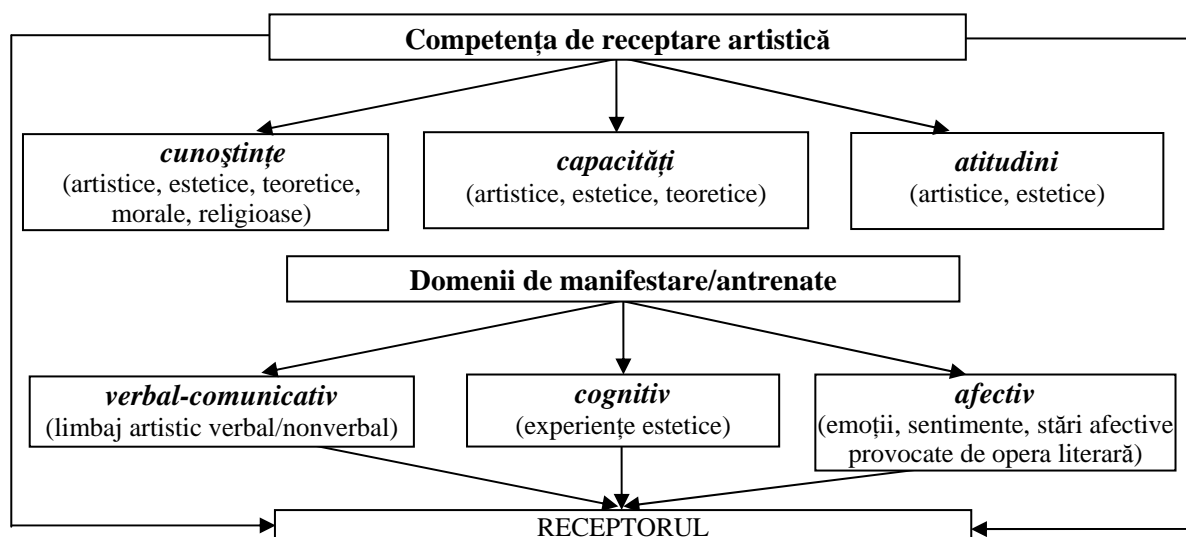 Competența de receptare artistică
cunoştințe
(artistice, estetice, teoretice,
morale, religioase)
capacități
(artistice, estetice, teoretice)
atitudini
(artistice, estetice)
Domenii de manifestare/antrenate
verbal-comunicativ
(limbaj artistic verbal/nonverbal)
cognitiv
(experiențe estetice)
afectiv
(emoții, sentimente, stări afective
provocate de opera literară)
RECEPTORUL